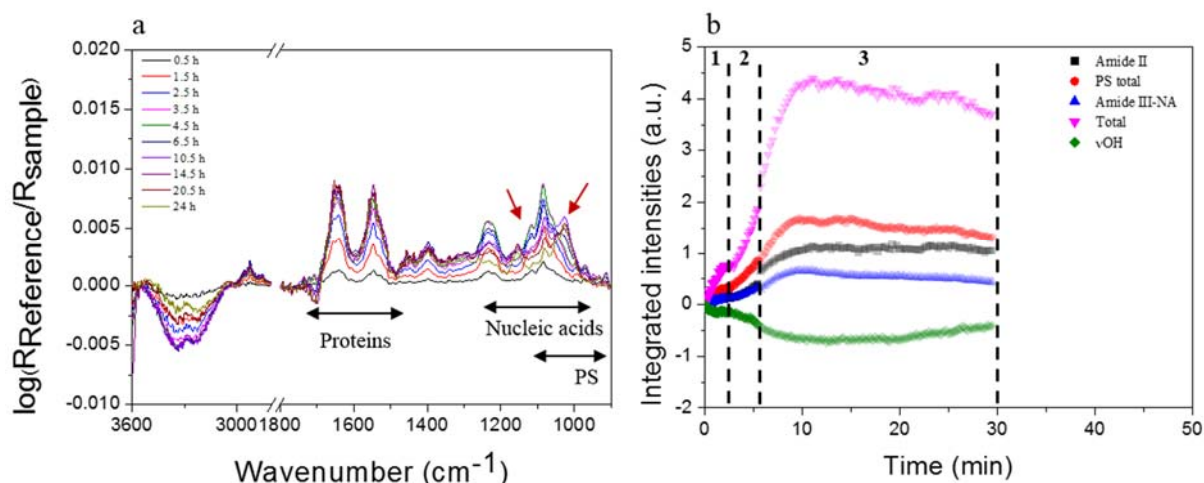 a
log(RReference/Rsample)
0.020
0.015
0.010
0.005
0.000
-0.005
-0.010
0.5 h
1.5 h
2.5 h
3.5 h
4.5 h
6.5 h
10.5 h
14.5 h
20.5 h
24 h
Proteins
Nucleic acids
PS
3600
3000
1800
1600
1400
1200
1000
Wavenumber (cm-1)
b
Integrated intensities (a.u.)
5
4
3
2
1
0
-1
-2
1
2
3
Amide II
PS total
Amide III-NA
Total
νOH
0
10
20
30
40
50
Time (min)